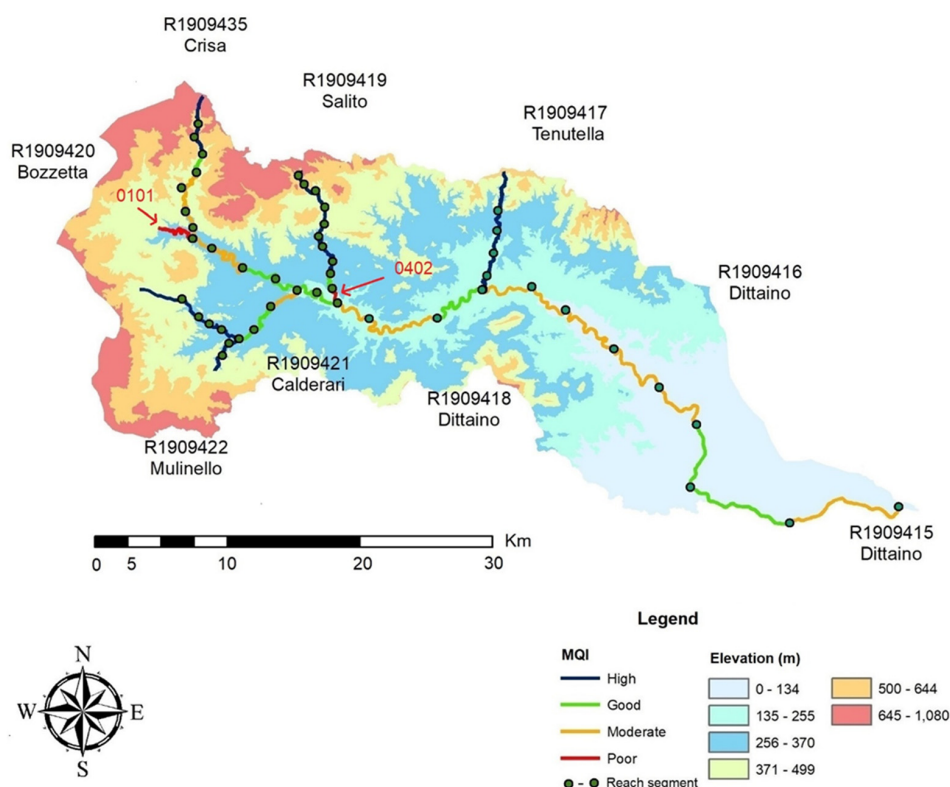 R1909435
Crisa
R1909419
Salito
R1909417
Tenutella
R1909420
Bozzetta
0101
0402
R1909416
Dittaino
R1909421
Calderari
R1909418
Dittaino
R1909422
Mulinello
R1909415
Dittaino
Km
0 5 10 20 30
Legend
MQI
High
Good
Moderate
Poor
Reach segment
Elevation (m)
0 - 134
135 - 255
256 - 370
371 - 499
500 - 644
645 - 1,080
N
W E
S